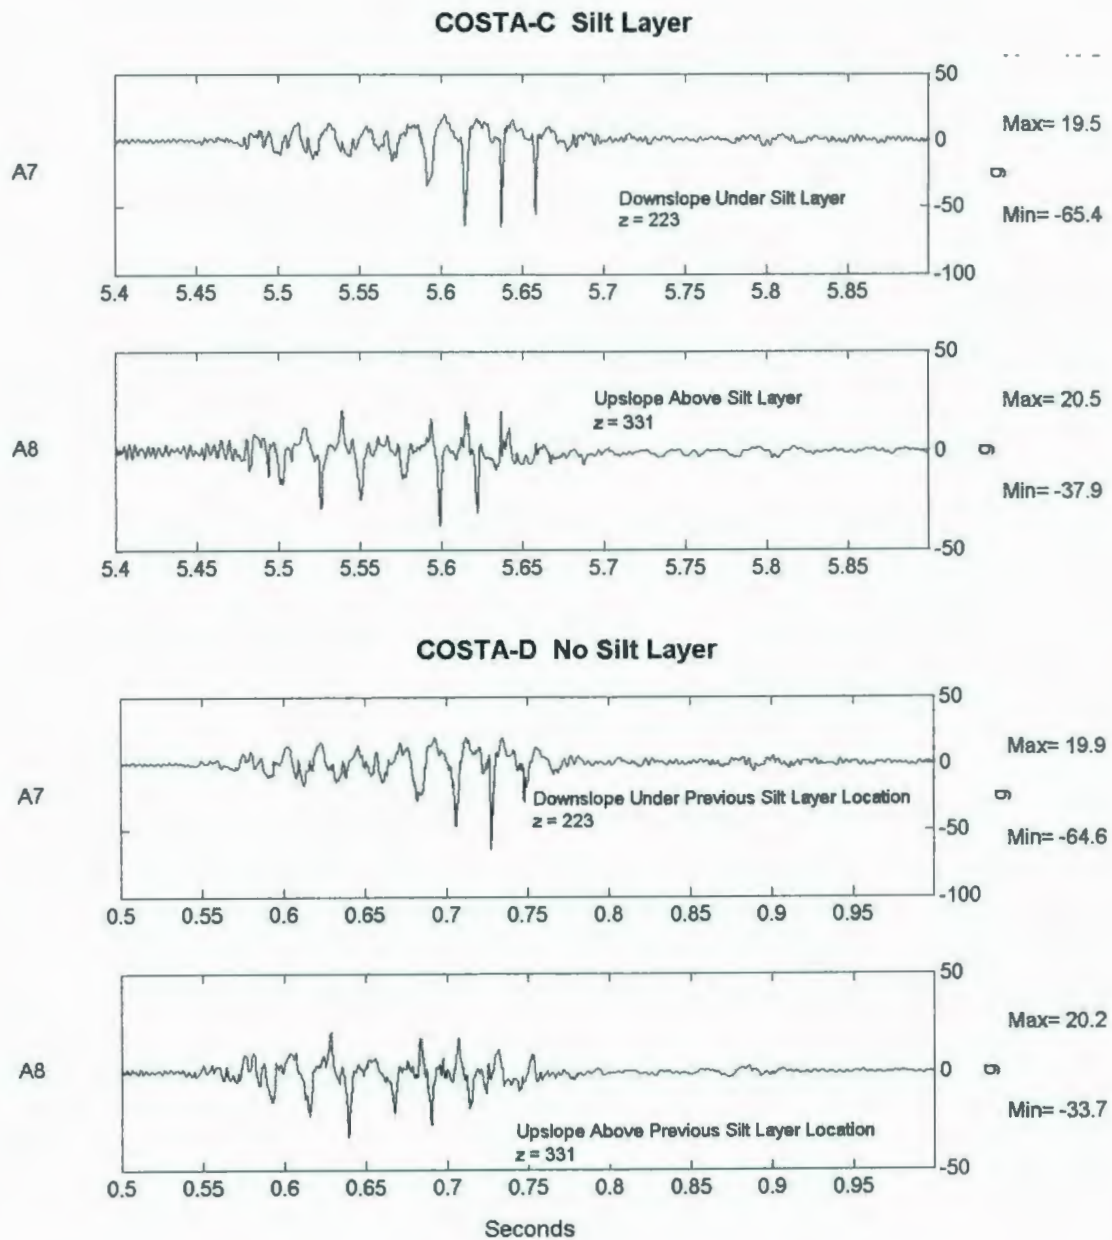 COSTA-C Silt Layer
A7
50
0
-50
-100
g
Max= 19.5
Min= -65.4
Downslope Under Silt Layer
z = 223
5.4 5.45 5.5 5.55 5.6 5.65 5.7 5.75 5.8 5.85
A8
50
0
-50
g
Max= 20.5
Min= -37.9
Upslope Above Silt Layer
z = 331
5.4 5.45 5.5 5.55 5.6 5.65 5.7 5.75 5.8 5.85
COSTA-D No Silt Layer
A7
50
0
-50
-100
g
Max= 19.9
Min= -64.6
Downslope Under Previous Silt Layer Location
z = 223
0.5 0.55 0.6 0.65 0.7 0.75 0.8 0.85 0.9 0.95
A8
50
0
-50
g
Max= 20.2
Min= -33.7
Upslope Above Previous Silt Layer Location
z = 331
0.5 0.55 0.6 0.65 0.7 0.75 0.8 0.85 0.9 0.95
Seconds